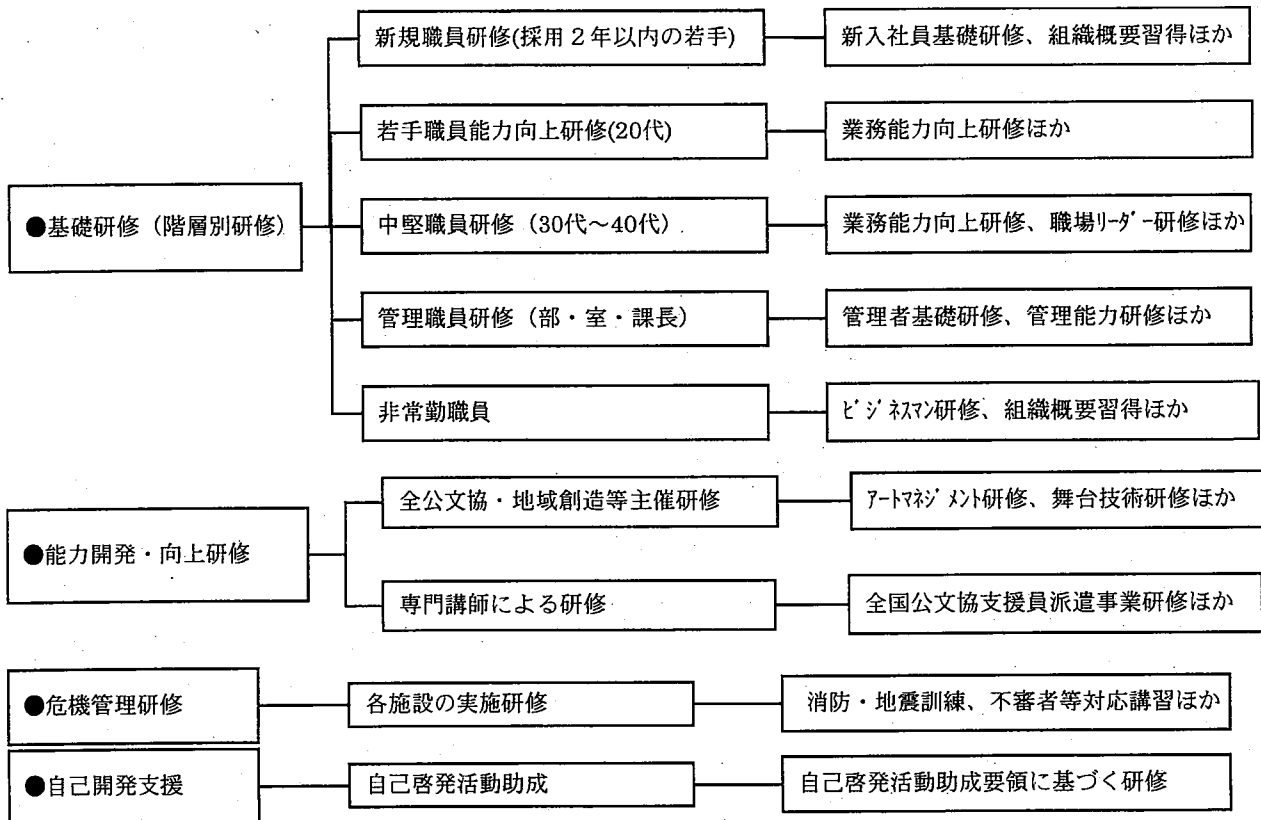 新規職員研修(採用２年以内の若手)
新入社員基礎研修、組織概要習得ほか
若手職員能力向上研修(20代)
業務能力向上研修ほか
●基礎研修（階層別研修）
中堅職員研修（30代～40代）
業務能力向上研修、職場ﾘｰﾀﾞｰ研修ほか
管理職員研修（部・室・課長）
管理者基礎研修、管理能力研修ほか
非常勤職員
ﾋﾞｼﾞﾈｽﾏﾝ研修、組織概要習得ほか
●能力開発・向上研修
全公文協・地域創造等主催研修
ｱｰﾄﾏﾈｼﾞﾒﾝﾄ研修、舞台技術研修ほか
専門講師による研修
全国公文協支援員派遣事業研修ほか
●危機管理研修
各施設の実施研修
消防・地震訓練、不審者等対応講習ほか
●自己開発支援
自己啓発活動助成
自己啓発活動助成要領に基づく研修